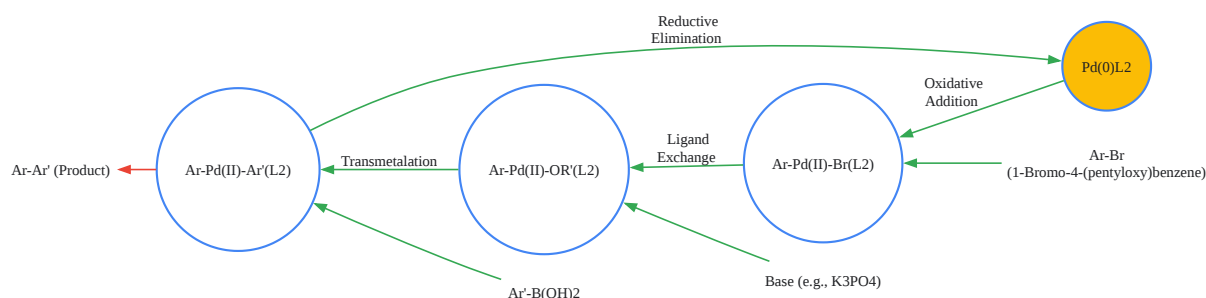 Reductive
Elimination
Pd(0)L2
Oxidative
Addition
Ligand
Exchange
Transmetalation
Ar-Ar' (Product)
Ar-Pd(II)-Ar'(L2)
Ar-Pd(II)-OR'(L2)
Ar-Pd(II)-Br(L2)
Ar-Br
(1-Bromo-4-(pentyloxy)benzene)
Base (e.g., K3PO4)
Ar'-B(OH)2